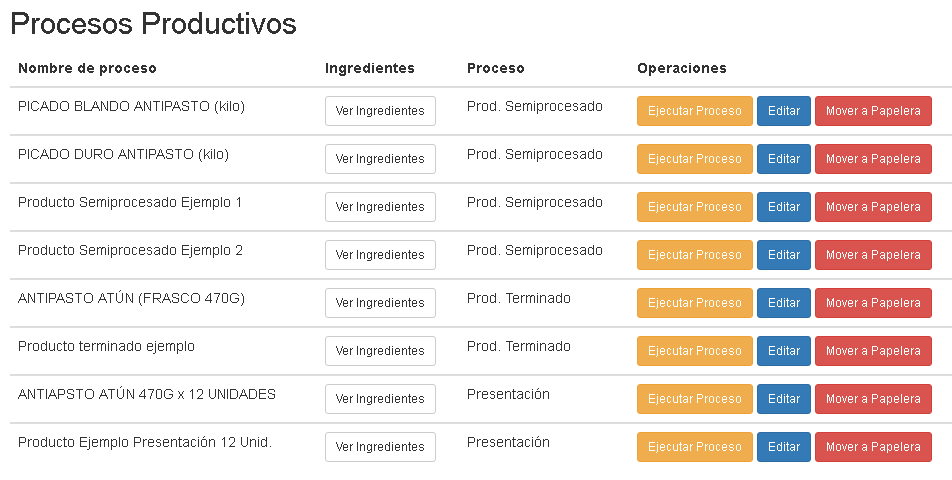 Procesos Productivos
Nombre de proceso Ingredientes Proceso Operaciones
PICADO BLANDO ANTIPASTO (kilo) Ver Ingredientes Prod. Semiprocesado Ejecutar Proceso Editar Mover a Papelera
PICADO DURO ANTIPASTO (kilo) Ver Ingredientes Prod. Semiprocesado Ejecutar Proceso Editar Mover a Papelera
Producto Semiprocesado Ejemplo 1 Ver Ingredientes Prod. Semiprocesado Ejecutar Proceso Editar Mover a Papelera
Producto Semiprocesado Ejemplo 2 Ver Ingredientes Prod. Semiprocesado Ejecutar Proceso Editar Mover a Papelera
ANTIPASTO ATÚN (FRASCO 470G) Ver Ingredientes Prod. Terminado Ejecutar Proceso Editar Mover a Papelera
Producto terminado ejemplo Ver Ingredientes Prod. Terminado Ejecutar Proceso Editar Mover a Papelera
ANTIAPSTO ATÚN 470G x 12 UNIDADES Ver Ingredientes Presentación Ejecutar Proceso Editar Mover a Papelera
Producto Ejemplo Presentación 12 Unid. Ver Ingredientes Presentación Ejecutar Proceso Editar Mover a Papelera